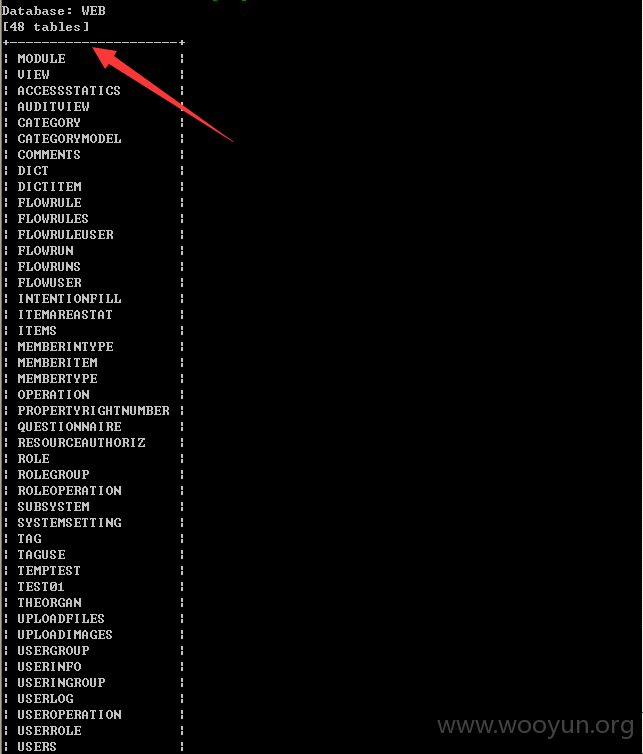 Database: WEB
[48 tables]
+----------------------+
| MODULE |
| VIEW |
| ACCESSSTATICS |
| AUDITVIEW |
| CATEGORY |
| CATEGORYMODEL |
| COMMENTS |
| DICT |
| DICTITEM |
| FLOWRULE |
| FLOWRULES |
| FLOWRULEUSER |
| FLOWRUN |
| FLOWRUNS |
| FLOWUSER |
| INTENTIONFILL |
| ITEMAREASTAT |
| ITEMS |
| MEMBERINTYPE |
| MEMBERITEM |
| MEMBERTYPE |
| OPERATION |
| PROPERTYRIGHTNUMBER |
| QUESTIONNAIRE |
| RESOURCEAUTHORIZ |
| ROLE |
| ROLEGROUP |
| ROLEOPERATION |
| SUBSYSTEM |
| SYSTEMSETTING |
| TAG |
| TAGUSE |
| TEMPTEST |
| TEST01 |
| THEORGAN |
| UPLOADFILES |
| UPLOADIMAGES |
| USERGROUP |
| USERINFO |
| USERINGROUP |
| USERLOG |
| USEROPERATION |
| USERROLE |
| USERS |
www.wooyun.org